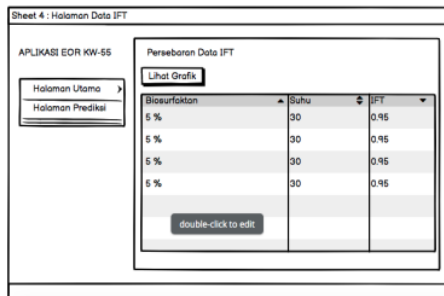 Sheet 4 : Halaman Data IFT
APLIKASI EOR KW-55
Halaman Utama
Halaman Prediksi
Persebaran Data IFT
Lihat Grafik
Biosurfaktan Suhu IFT
5 % 30 0.95
5 % 30 0.95
5 % 30 0.95
5 % 30 0.95
double-click to edit